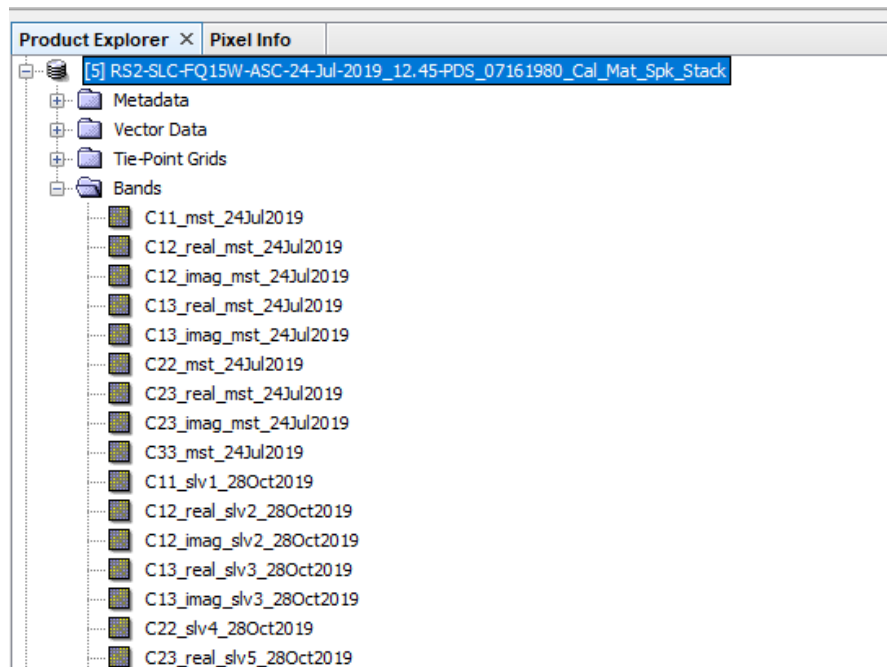 Product Explorer × Pixel Info
[5] RS2-SLC-FQ15W-ASC-24-Jul-2019_12.45-PDS_07161980_Cal_Mat_Spk_Stack
Metadata
Vector Data
Tie-Point Grids
Bands
C11_mst_24Jul2019
C12_real_mst_24Jul2019
C12_imag_mst_24Jul2019
C13_real_mst_24Jul2019
C13_imag_mst_24Jul2019
C22_mst_24Jul2019
C23_real_mst_24Jul2019
C23_imag_mst_24Jul2019
C33_mst_24Jul2019
C11_slv1_28Oct2019
C12_real_slv2_28Oct2019
C12_imag_slv2_28Oct2019
C13_real_slv3_28Oct2019
C13_imag_slv3_28Oct2019
C22_slv4_28Oct2019
C23_real_slv5_28Oct2019